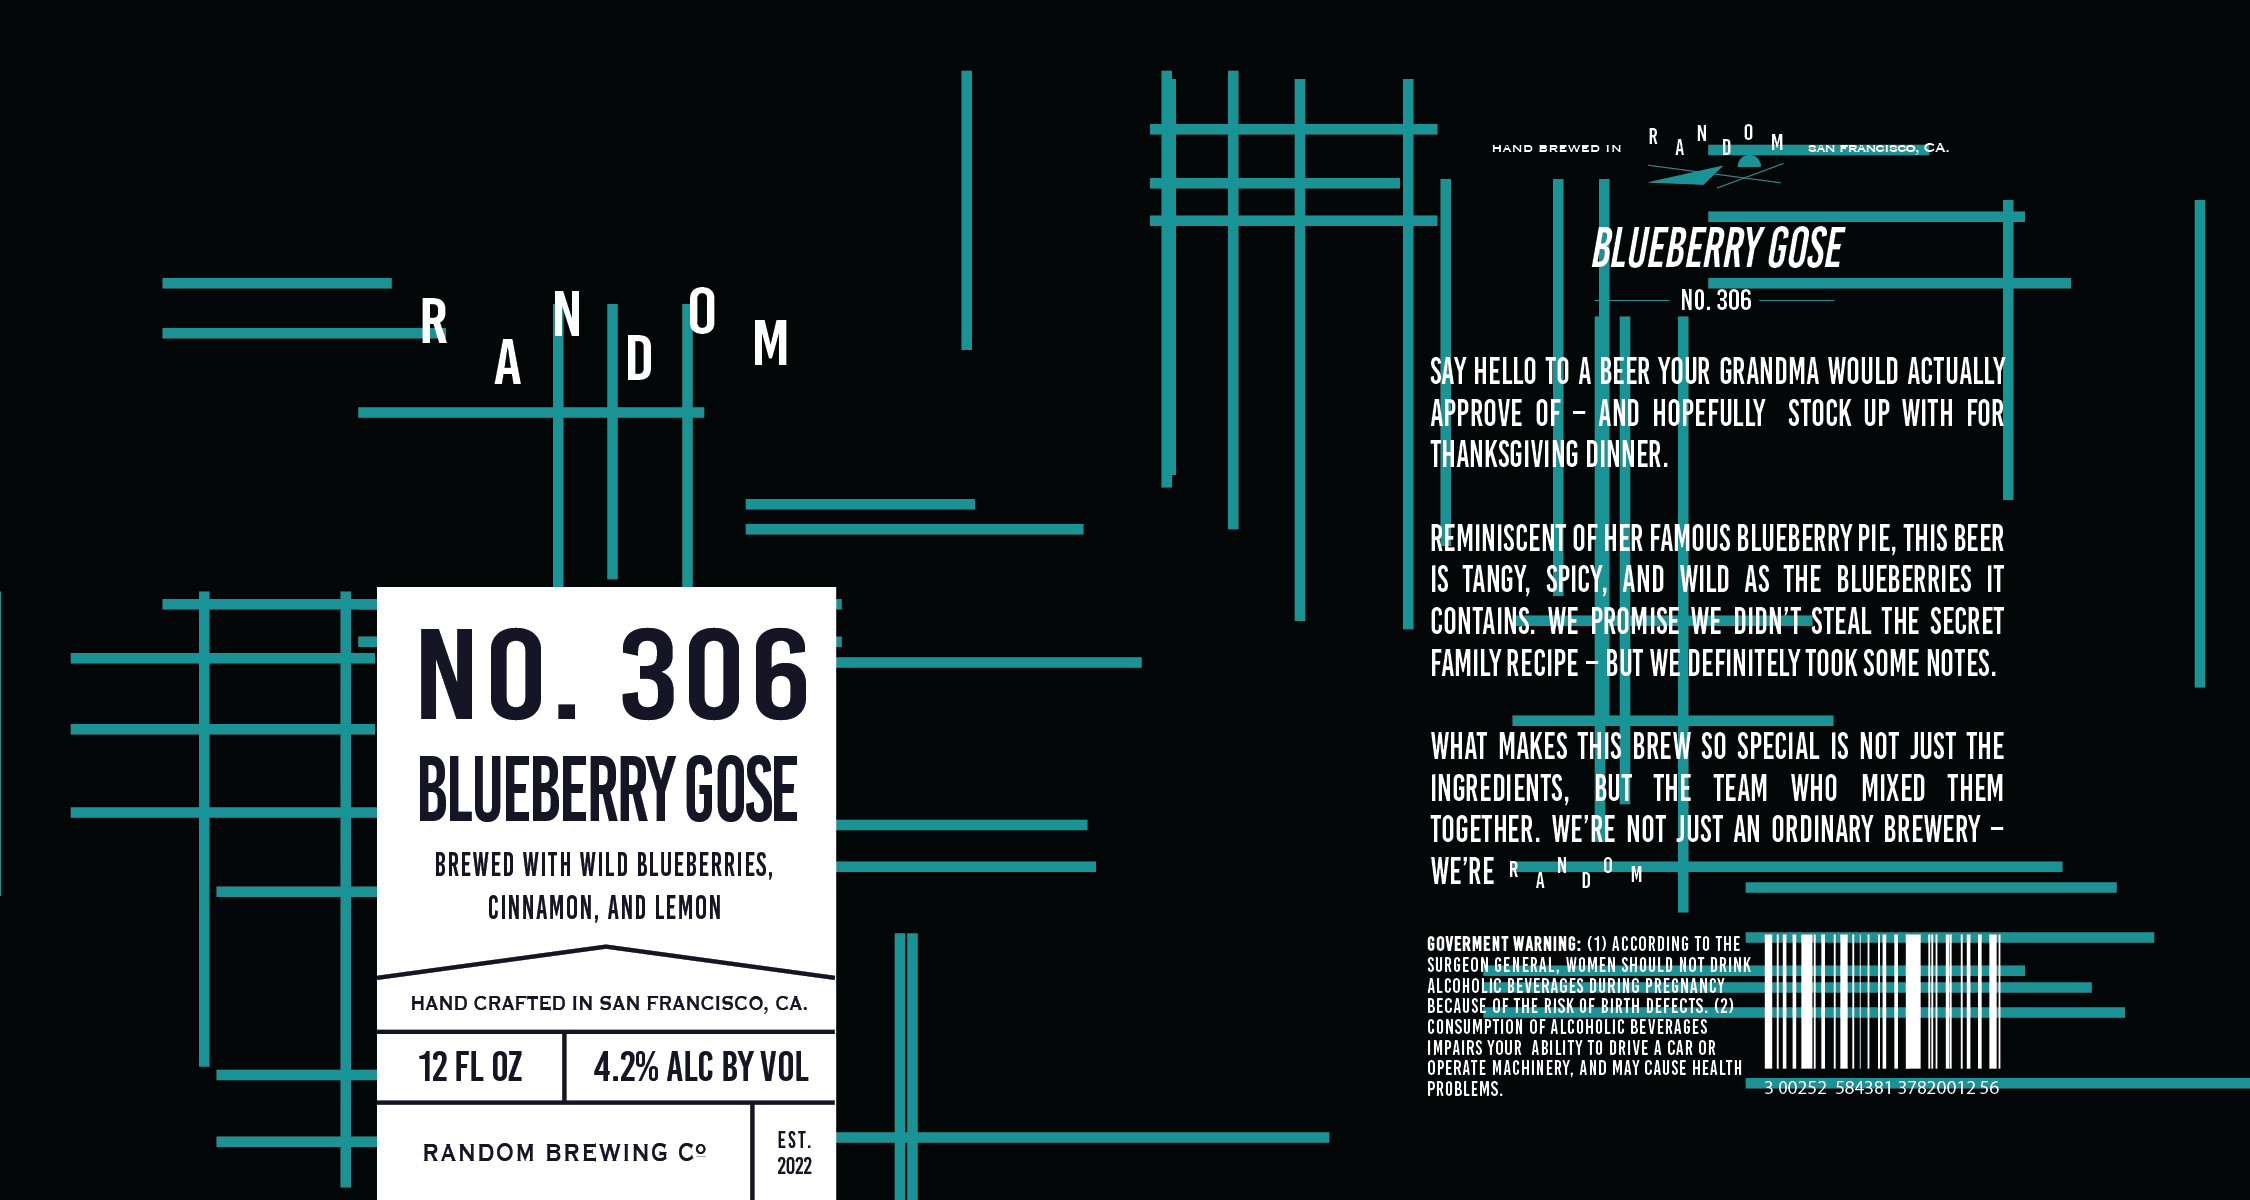 RANDOM
NO. 306
BLUEBERRY GOSE
BREWED WITH WILD BLUEBERRIES,
CINNAMON, AND LEMON
HAND CRAFTED IN SAN FRANCISCO, CA.
12 FL OZ
4.2% ALC BY VOL
RANDOM BREWING Cº
EST.
2022
HAND BREWED IN RANDOM SAN FRANCISCO, CA.
BLUEBERRY GOSE
NO. 306
SAY HELLO TO A BEER YOUR GRANDMA WOULD ACTUALLY
APPROVE OF – AND HOPEFULLY STOCK UP WITH FOR
THANKSGIVING DINNER.
REMINISCENT OF HER FAMOUS BLUEBERRY PIE, THIS BEER
IS TANGY, SPICY, AND WILD AS THE BLUEBERRIES IT
CONTAINS. WE PROMISE WE DIDN’T STEAL THE SECRET
FAMILY RECIPE – BUT WE DEFINITELY TOOK SOME NOTES.
WHAT MAKES THIS BREW SO SPECIAL IS NOT JUST THE
INGREDIENTS, BUT THE TEAM WHO MIXED THEM
TOGETHER. WE’RE NOT JUST AN ORDINARY BREWERY –
WE’RE RANDOM
GOVERMENT WARNING: (1) ACCORDING TO THE
SURGEON GENERAL, WOMEN SHOULD NOT DRINK
ALCOHOLIC BEVERAGES DURING PREGNANCY
BECAUSE OF THE RISK OF BIRTH DEFECTS. (2)
CONSUMPTION OF ALCOHOLIC BEVERAGES
IMPAIRS YOUR ABILITY TO DRIVE A CAR OR
OPERATE MACHINERY, AND MAY CAUSE HEALTH
PROBLEMS.
3 00252 584381 37820012 56